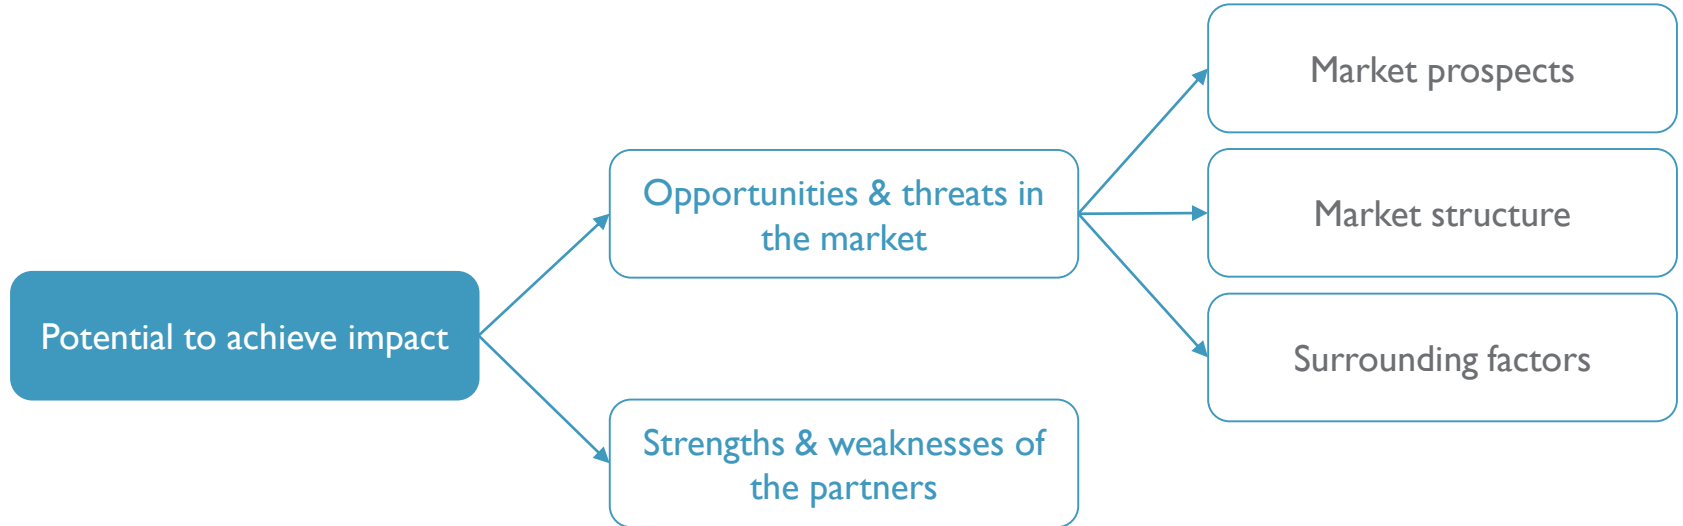 Potential to achieve impact
Opportunities & threats in
the market
Strengths & weaknesses of
the partners
Market prospects
Market structure
Surrounding factors